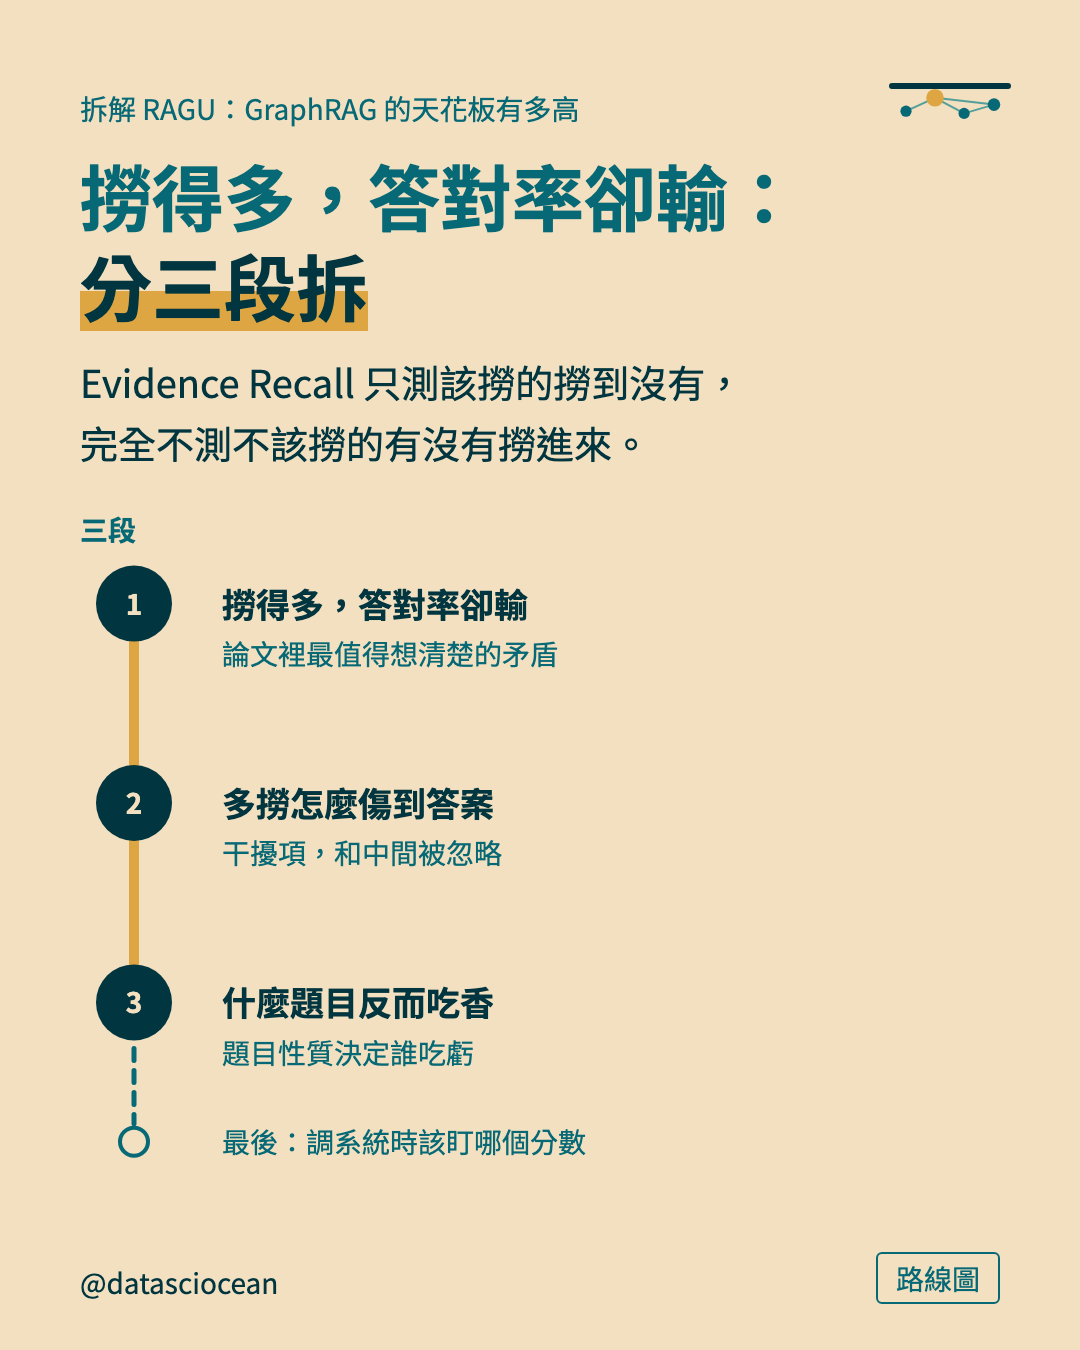 拆解 RAGU：GraphRAG 的天花板有多高
撈得多，答對率卻輸：
分三段拆
Evidence Recall 只測該撈的撈到沒有，
完全不測不該撈的有沒有撈進來。
三段
1
撈得多，答對率卻輸
論文裡最值得想清楚的矛盾
2
多撈怎麼傷到答案
干擾項，和中間被忽略
3
什麼題目反而吃香
題目性質決定誰吃虧
最後：調系統時該盯哪個分數
@datasciocean
路線圖